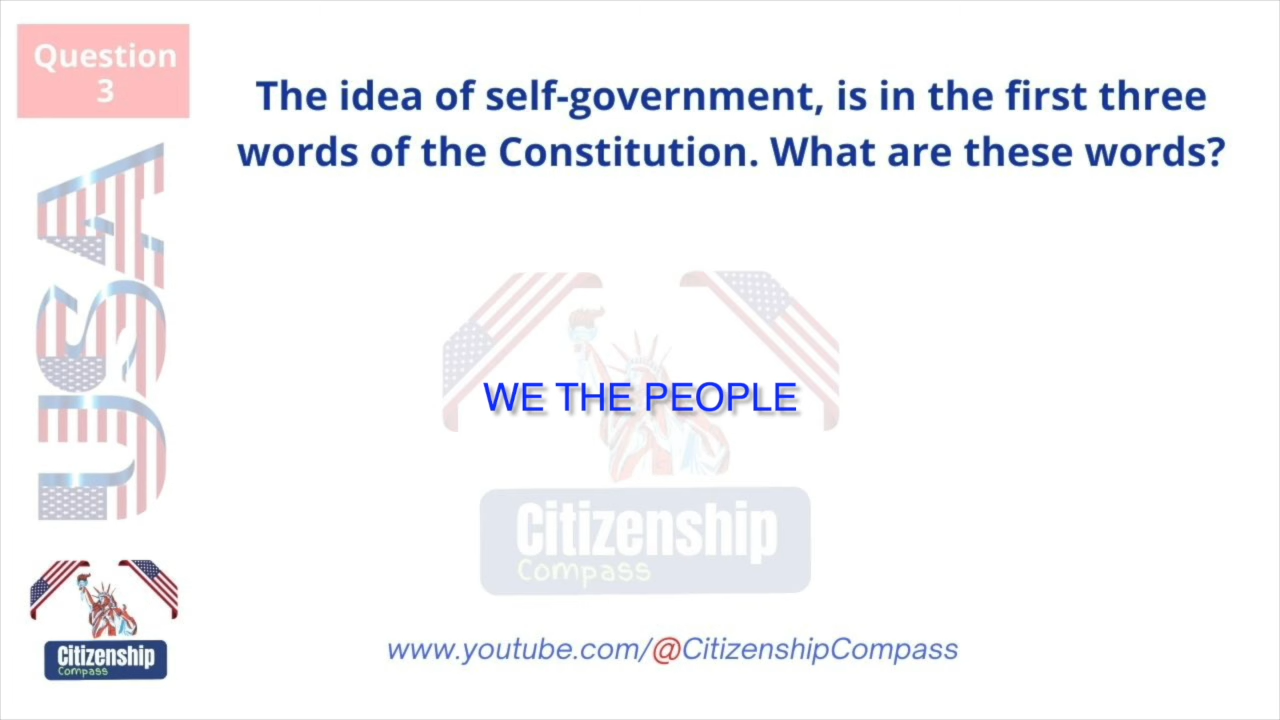 Question
3
The idea of self-government, is in the first three
words of the Constitution. What are these words?
USA
WE THE PEOPLE
Citizenship
Compass
www.youtube.com/@CitizenshipCompass
Citizenship
Compass